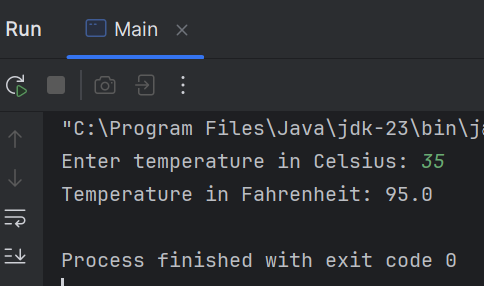 Run Main
"C:\Program Files\Java\jdk-23\bin\
Enter temperature in Celsius: 35
Temperature in Fahrenheit: 95.0
Process finished with exit code 0